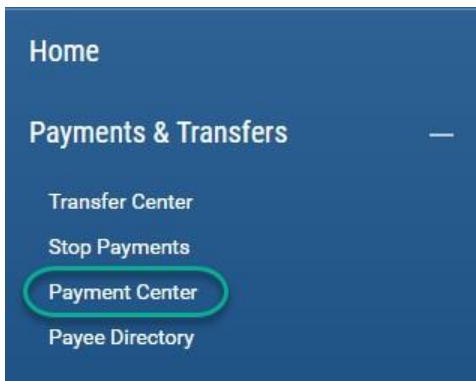 Home
Payments & Transfers
Transfer Center
Stop Payments
Payment Center
Payee Directory